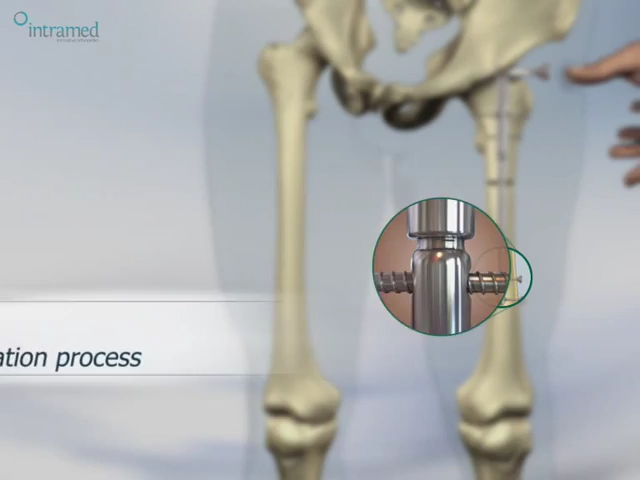 intramed
ation process